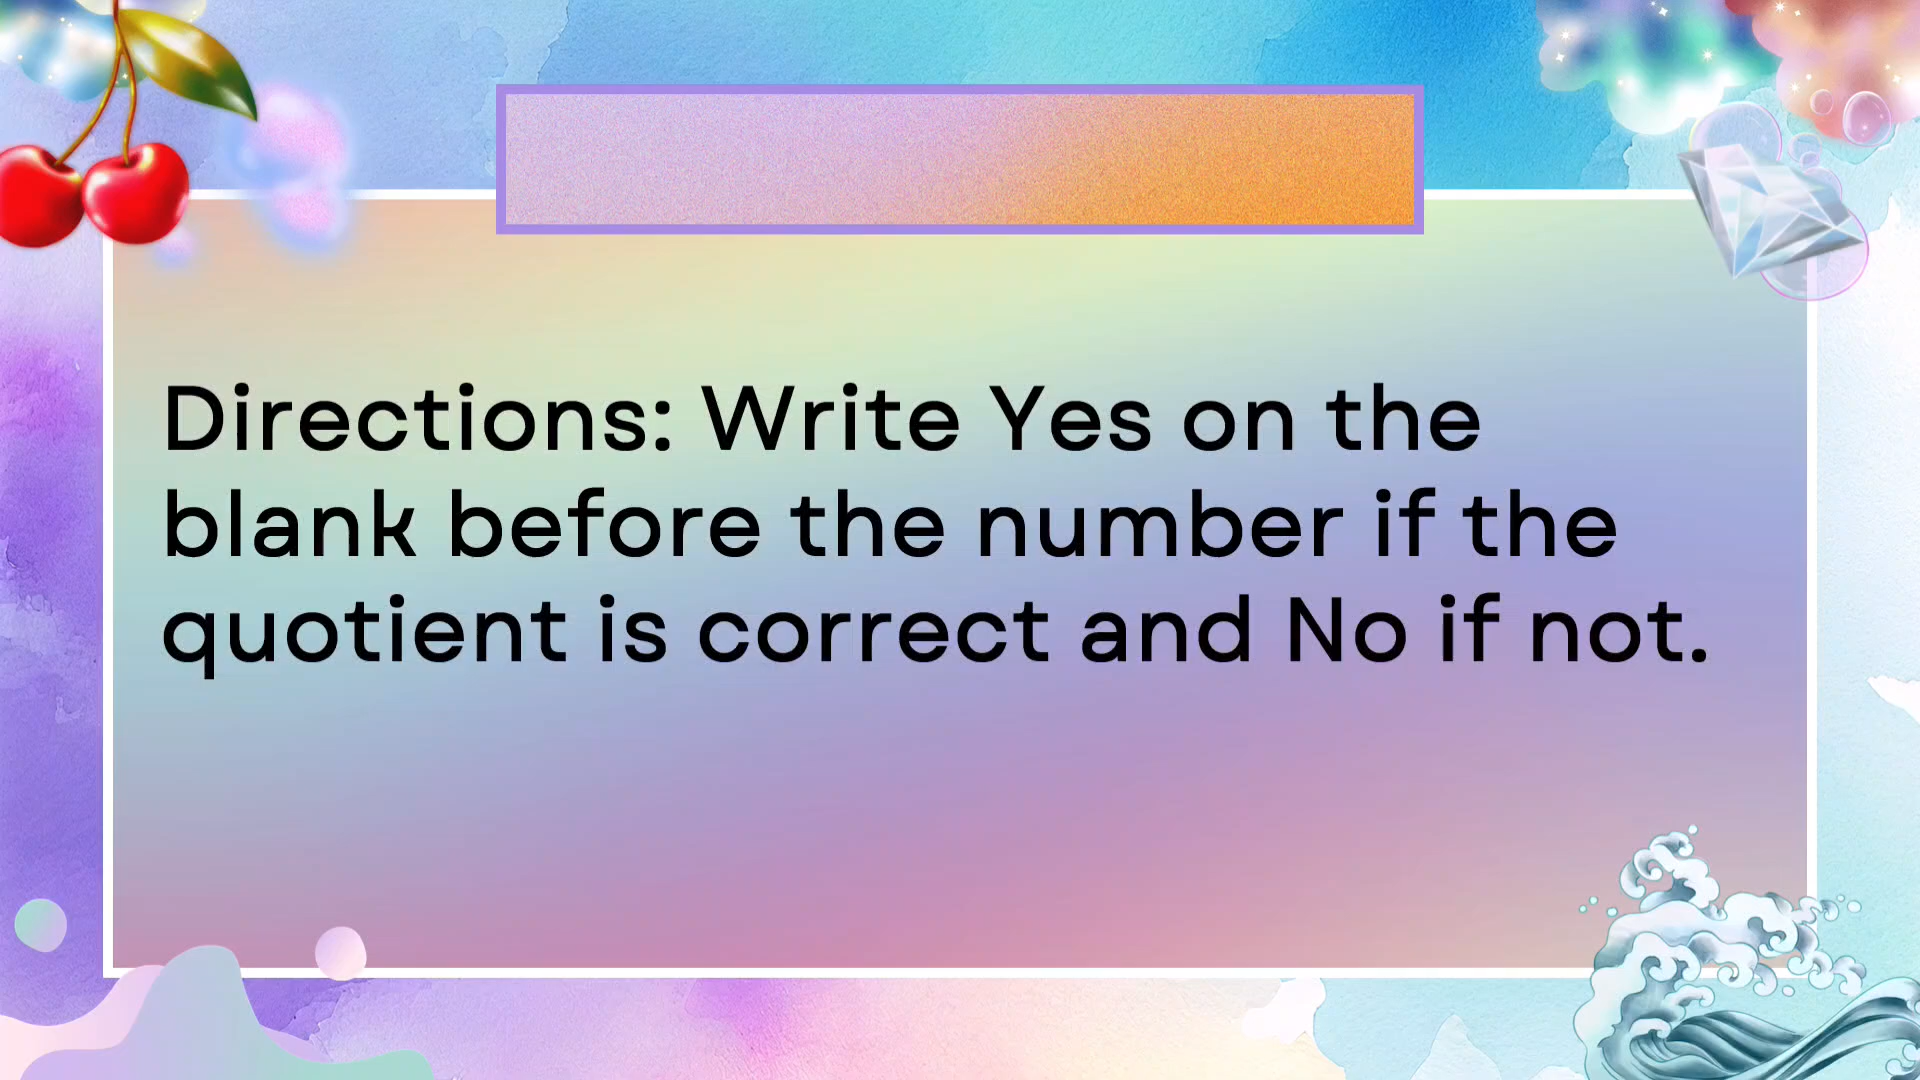 Directions: Write Yes on the
blank before the number if the
quotient is correct and No if not.